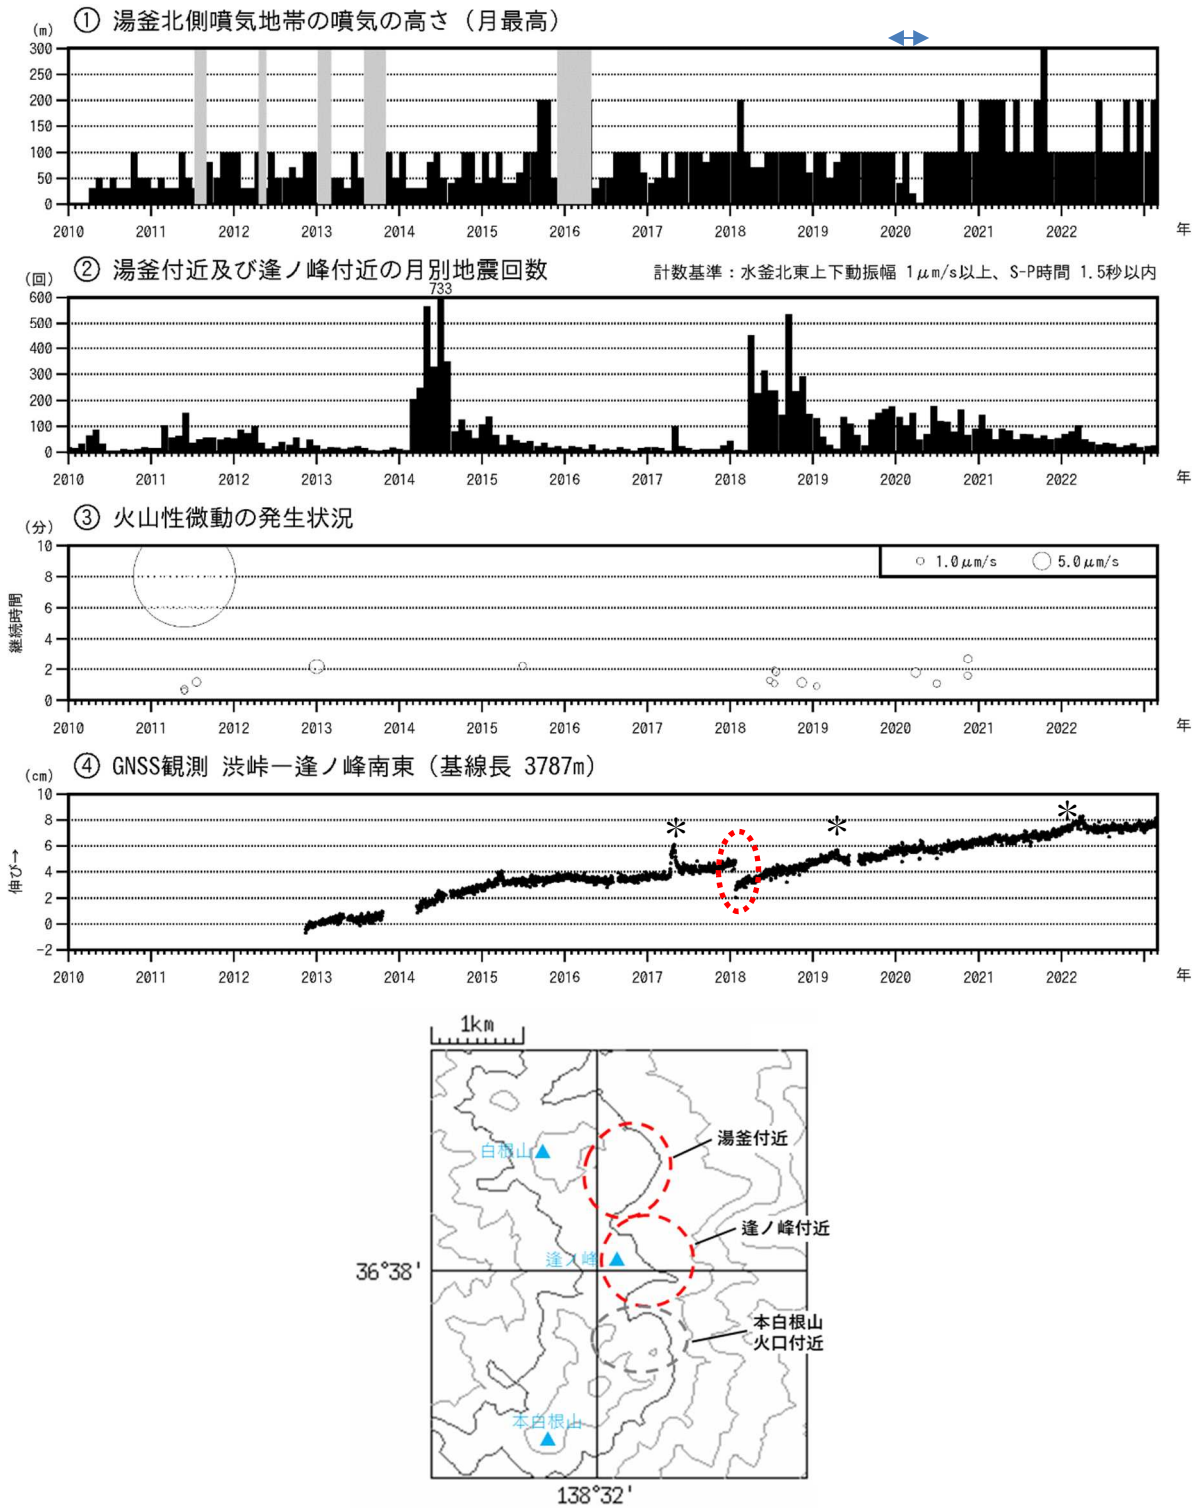 ① 湯釜北側噴気地帯の噴気の高さ（月最高）
(m)
300
250
200
150
100
50
0
2010 2011 2012 2013 2014 2015 2016 2017 2018 2019 2020 2021 2022 年
② 湯釜付近及び逢ノ峰付近の月別地震回数 計数基準：水釜北東上下動振幅 1μm/s以上、S-P時間 1.5秒以内
(回)
733
600
500
400
300
200
100
0
2010 2011 2012 2013 2014 2015 2016 2017 2018 2019 2020 2021 2022 年
③ 火山性微動の発生状況
(分)
10
8
6
4
2
0
継続時間
1.0μm/s 5.0μm/s
2010 2011 2012 2013 2014 2015 2016 2017 2018 2019 2020 2021 2022 年
④ GNSS観測 渋峠－逢ノ峰南東（基線長 3787m）
(cm)
10
8
6
4
2
0
-2
伸び→
＊ ＊ ＊
2010 2011 2012 2013 2014 2015 2016 2017 2018 2019 2020 2021 2022 年
1km
湯釜付近
白根山
逢ノ峰付近
逢ノ峰
36°38'
本白根山
火口付近
本白根山
138°32'